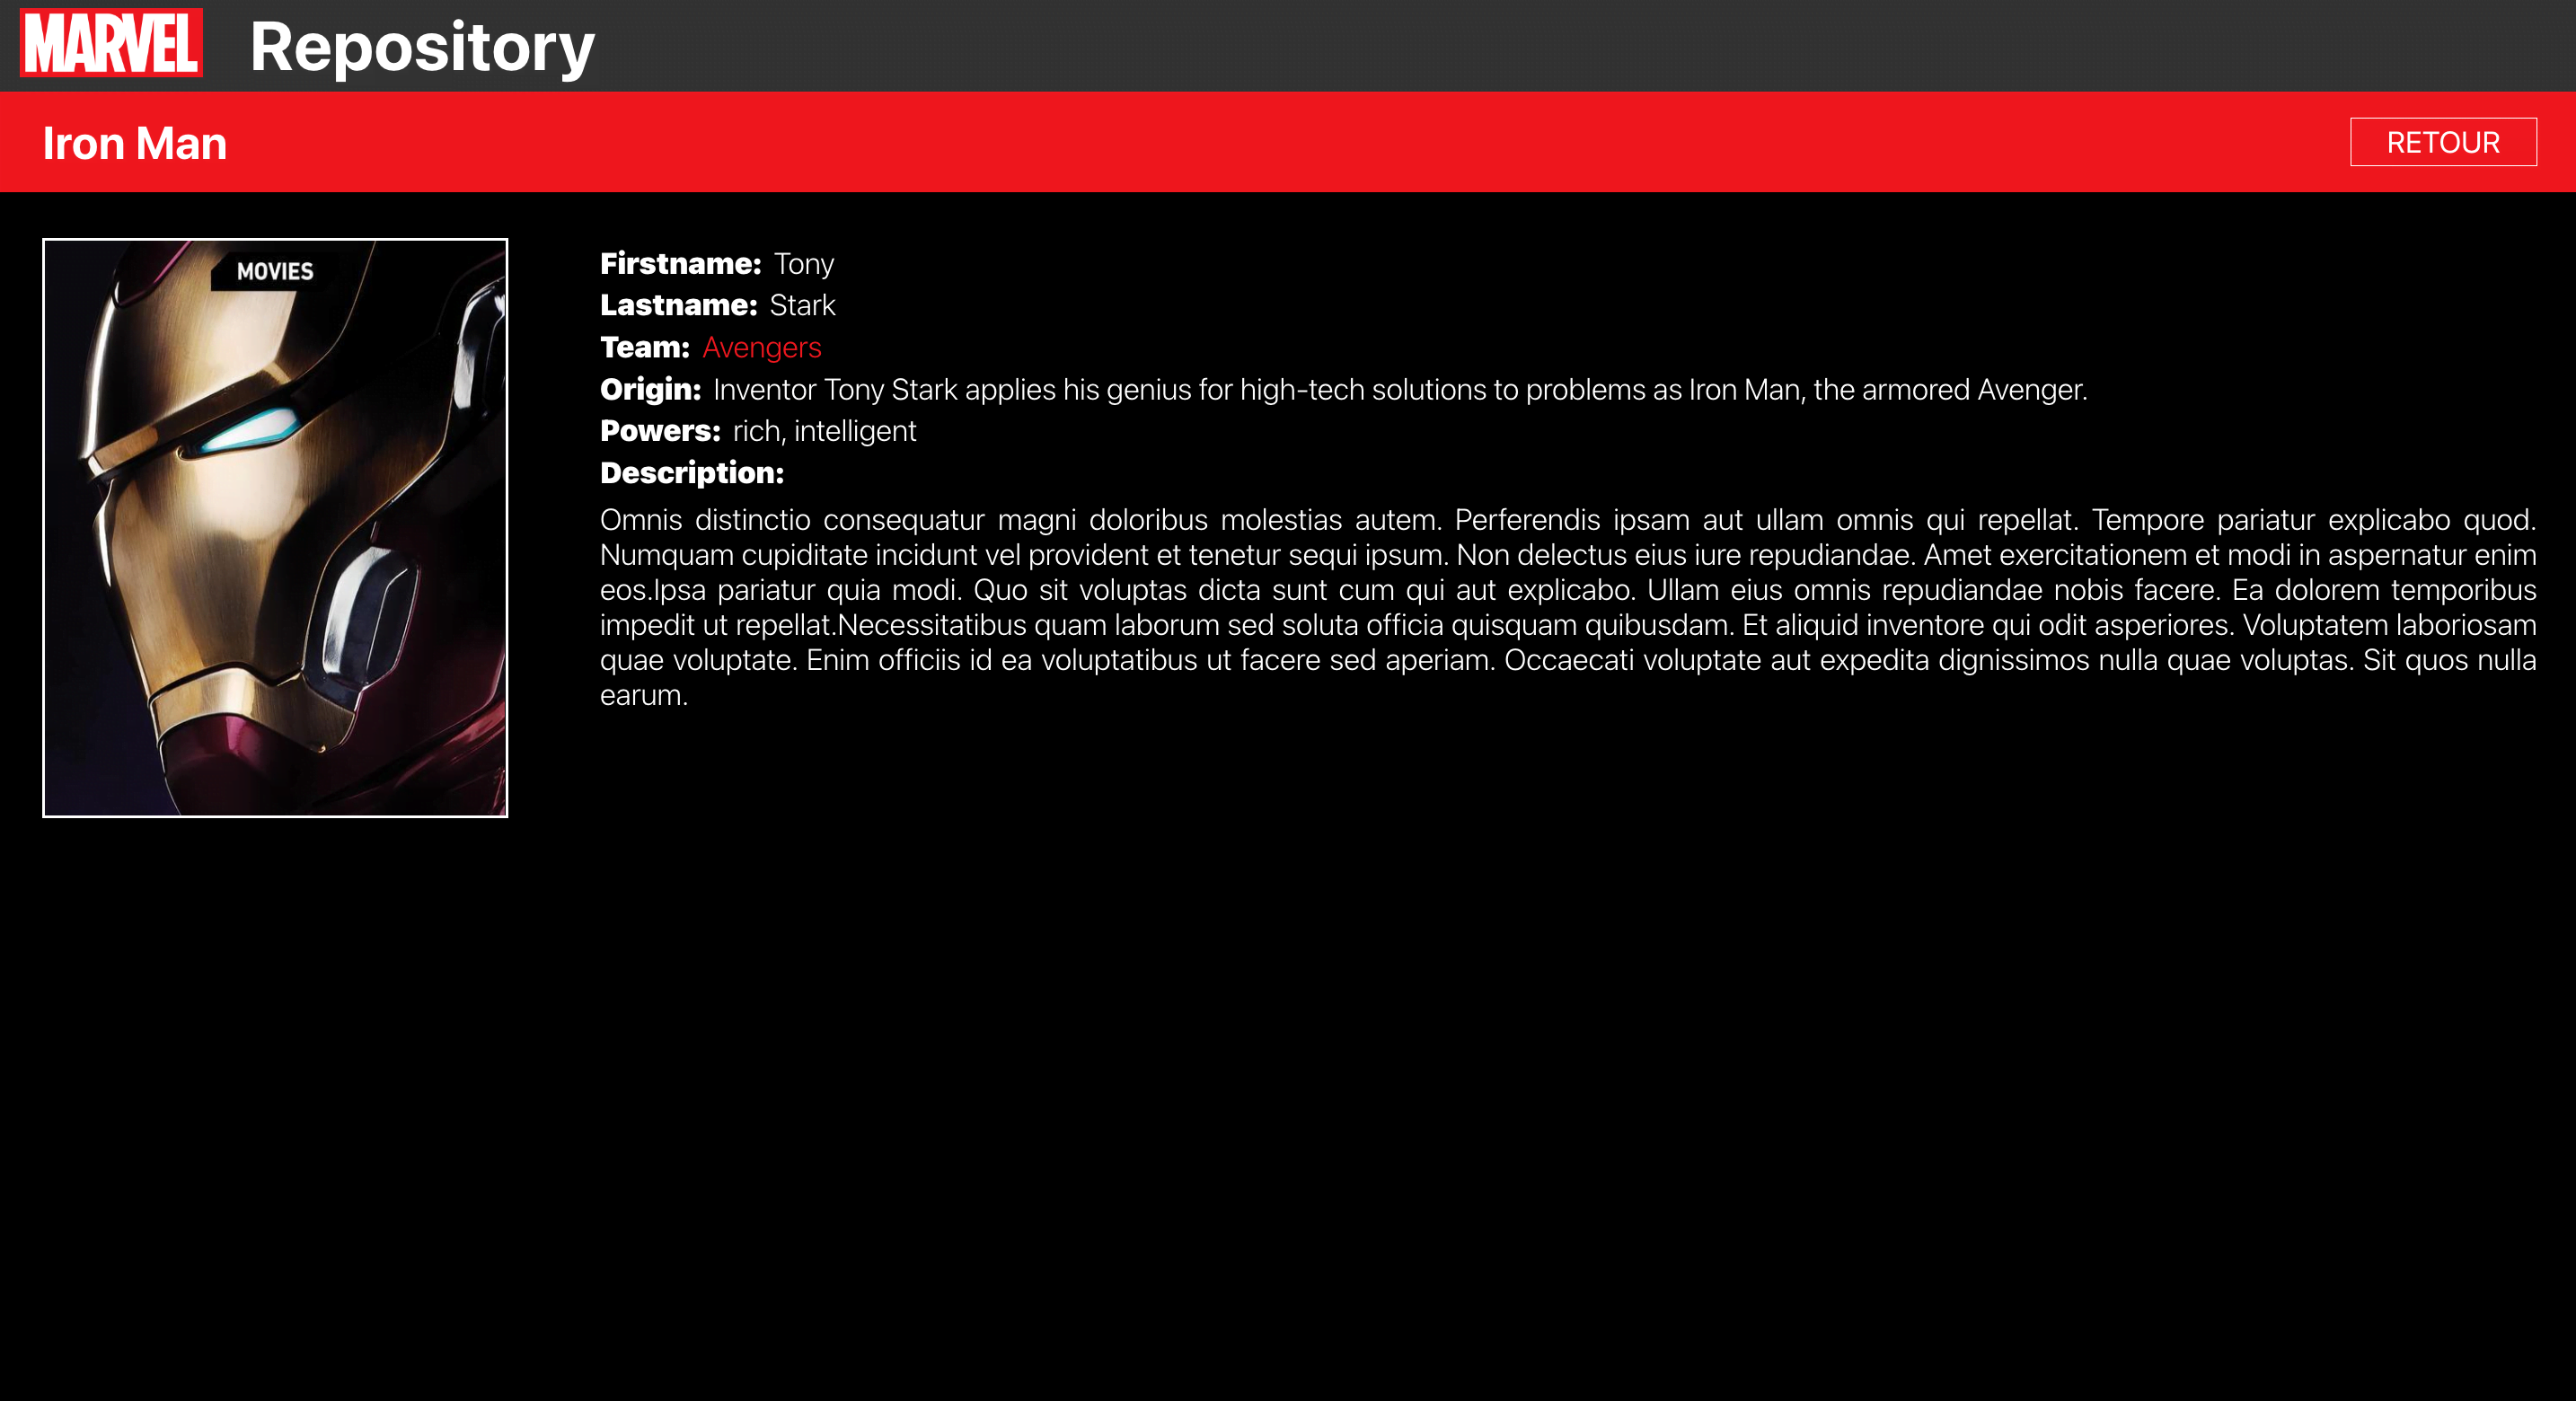 MARVEL Repository
Iron Man
RETOUR
MOVIES
Firstname: Tony
Lastname: Stark
Team: Avengers
Origin: Inventor Tony Stark applies his genius for high-tech solutions to problems as Iron Man, the armored Avenger.
Powers: rich, intelligent
Description:
Omnis distinctio consequatur magni doloribus molestias autem. Perferendis ipsam aut ullam omnis qui repellat. Tempore pariatur explicabo quod.
Numquam cupiditate incidunt vel provident et tenetur sequi ipsum. Non delectus eius iure repudiandae. Amet exercitationem et modi in aspernatur enim
eos.Ipsa pariatur quia modi. Quo sit voluptas dicta sunt cum qui aut explicabo. Ullam eius omnis repudiandae nobis facere. Ea dolorem temporibus
impedit ut repellat.Necessitatibus quam laborum sed soluta officia quisquam quibusdam. Et aliquid inventore qui odit asperiores. Voluptatem laboriosam
quae voluptate. Enim officiis id ea voluptatibus ut facere sed aperiam. Occaecati voluptate aut expedita dignissimos nulla quae voluptas. Sit quos nulla
earum.